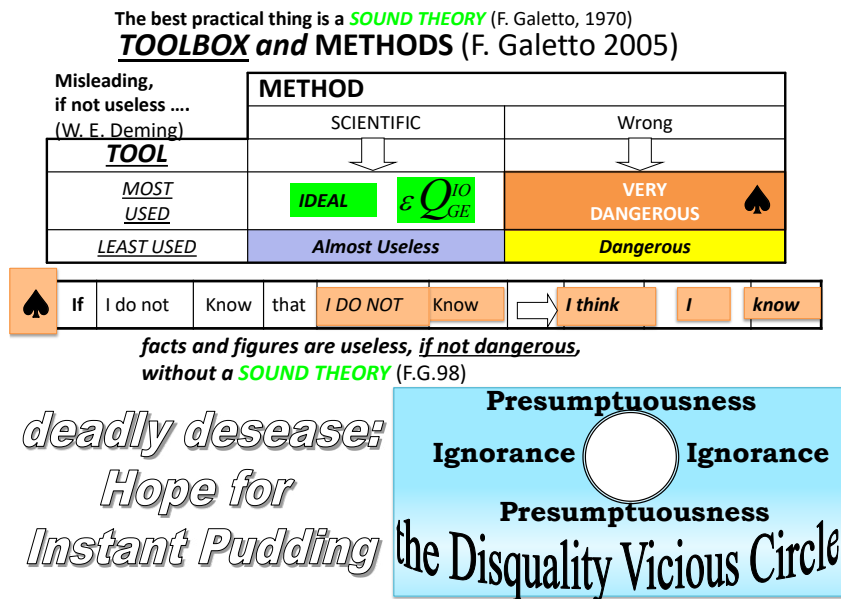 The best practical thing is a SOUND THEORY (F. Galetto, 1970)
TOOLBOX and METHODS (F. Galetto 2005)
Misleading,
if not useless ....
(W. E. Deming)
METHOD
SCIENTIFIC Wrong
TOOL
MOST
USED
IDEAL ε Q IO GE
VERY
DANGEROUS ♠
LEAST USED Almost Useless Dangerous
♠ If I do not Know that I DO NOT Know I think I know
facts and figures are useless, if not dangerous,
without a SOUND THEORY (F.G.98)
deadly desease:
Hope for
Instant Pudding
Presumptuousness
Ignorance Ignorance
Presumptuousness
the Disquality Vicious Circle